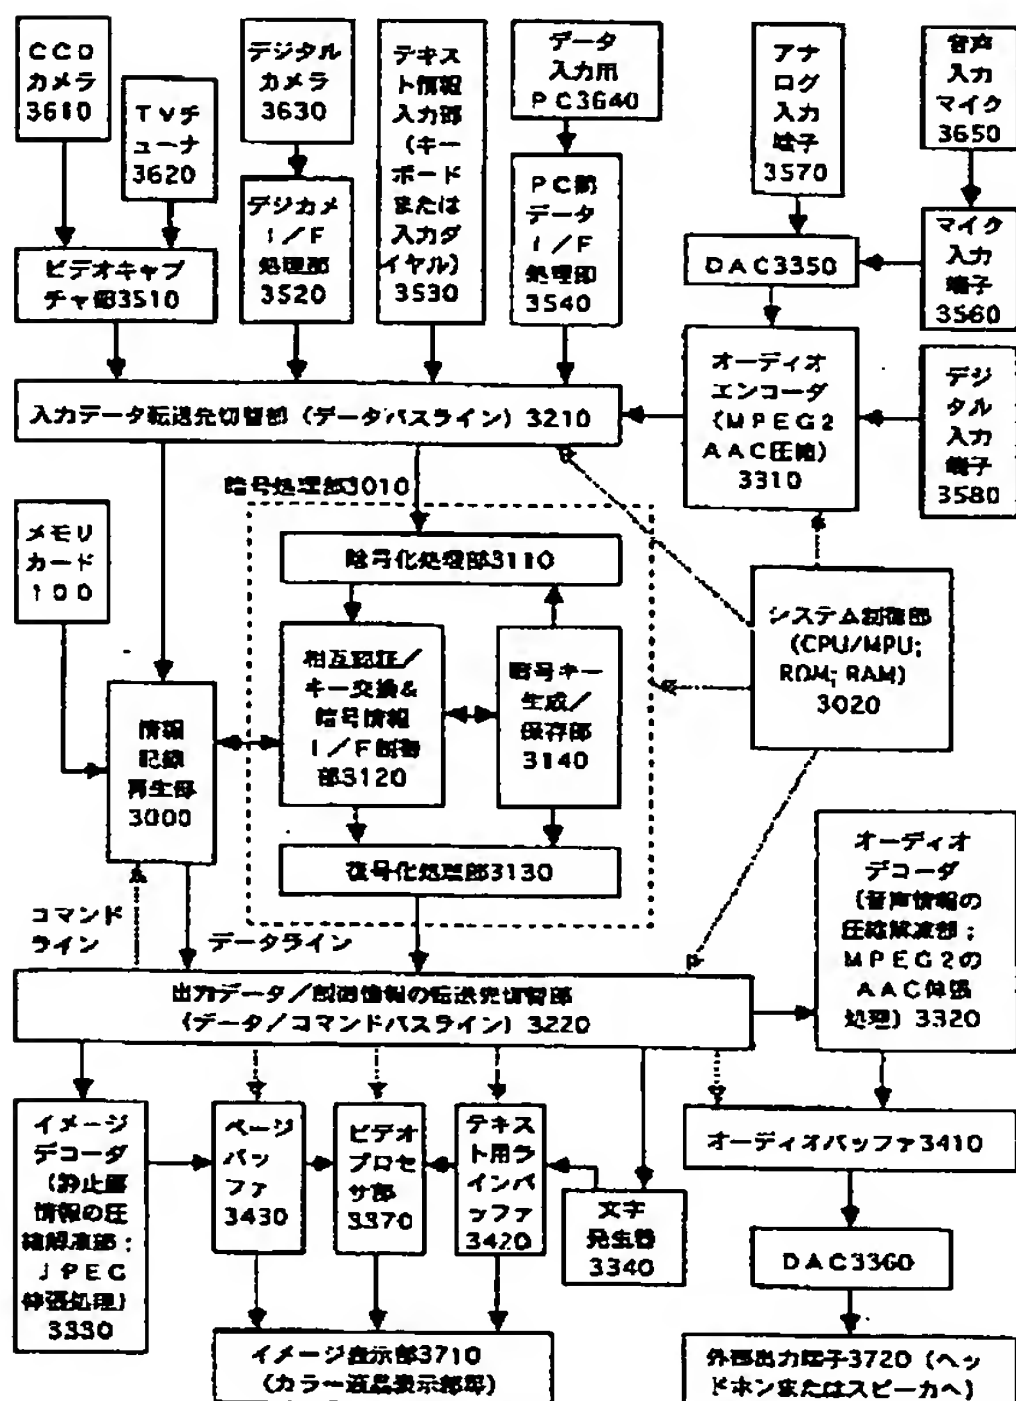 CCD
カメラ
3610
TVチ
ューナ
3620
デジタル
カメラ
3630
テキス
ト情報
入力部
(キー
ボード
または
入力ダ
イヤル)
3530
データ
入力用
PC3640
アナ
ログ
入力
端子
3570
音声
入力
マイク
3650
ビデオキャプ
チャ部3510
デジカメ
I/F
処理部
3520
PC用
データ
I/F
処理部
3540
DAC3350
マイク
入力
端子
3560
入力データ転送先切替部(データバスライン)3210
オーディオ
エンコーダ
(MPEG2
AAC圧縮)
3310
デジ
タル
入力
端子
3580
暗号処理部3010
メモリ
カード
100
暗号化処理部3110
システム制御部
(CPU/MPU;
ROM; RAM)
3020
情報
記録
再生部
3000
相互認証/
キー交換&
暗号情報
I/F制御
部3120
暗号キー
生成/
保存部
3140
復号化処理部3130
コマンド
ライン
データライン
オーディオ
デコーダ
(音声情報の
圧縮解凍部;
MPEG2の
AAC伸張
処理)3320
出力データ/制御情報の転送先切替部
(データ/コマンドバスライン)3220
イメージ
デコーダ
(静止画
情報の圧
縮解凍部;
JPEG
伸張処理)
3330
ページ
バッ
ファ
3430
ビデオ
プロセ
サ部
3370
テキス
ト用ラ
インバ
ッファ
3420
文字
発生器
3340
オーディオバッファ3410
DAC3360
イメージ表示部3710
(カラー液晶表示部等)
外部出力端子3720(ヘッ
ドホンまたはスピーカへ)